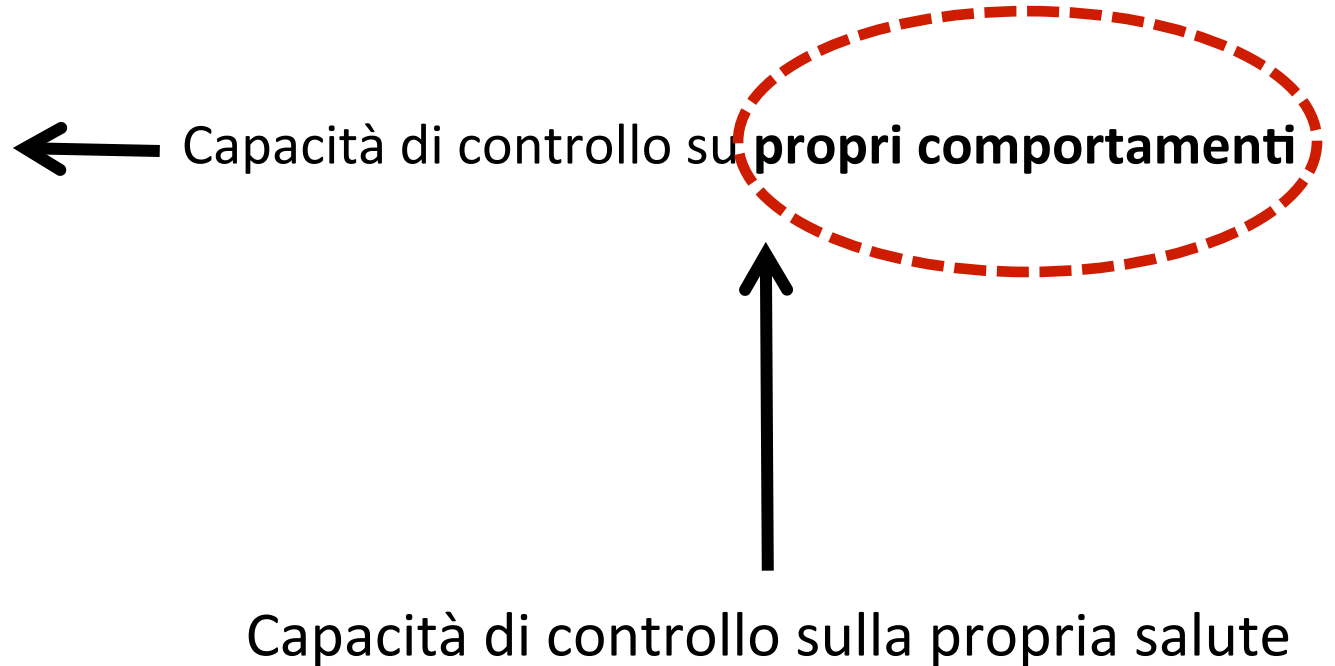 Capacità di controllo su propri comportamenti
Capacità di controllo sulla propria salute